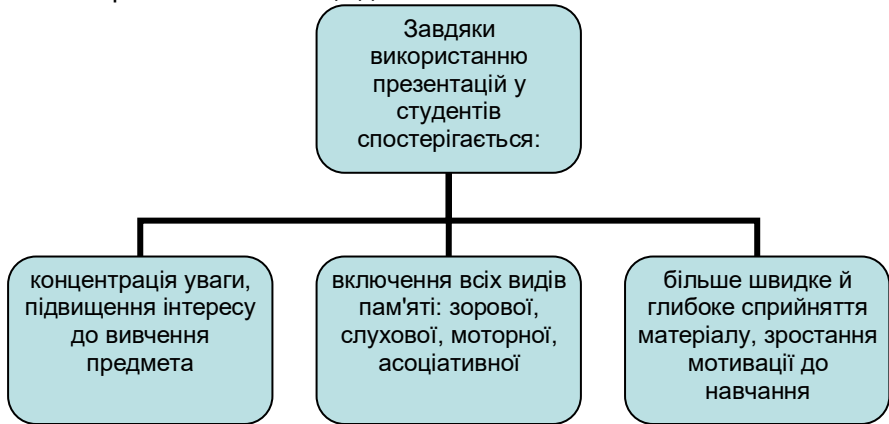 Завдяки
використанню
презентацій у
студентів
спостерігається:
концентрація уваги,
підвищення інтересу
до вивчення
предмета
включення всіх видів
пам'яті: зорової,
слухової, моторної,
асоціативної
більше швидке й
глибоке сприйняття
матеріалу, зростання
мотивації до
навчання